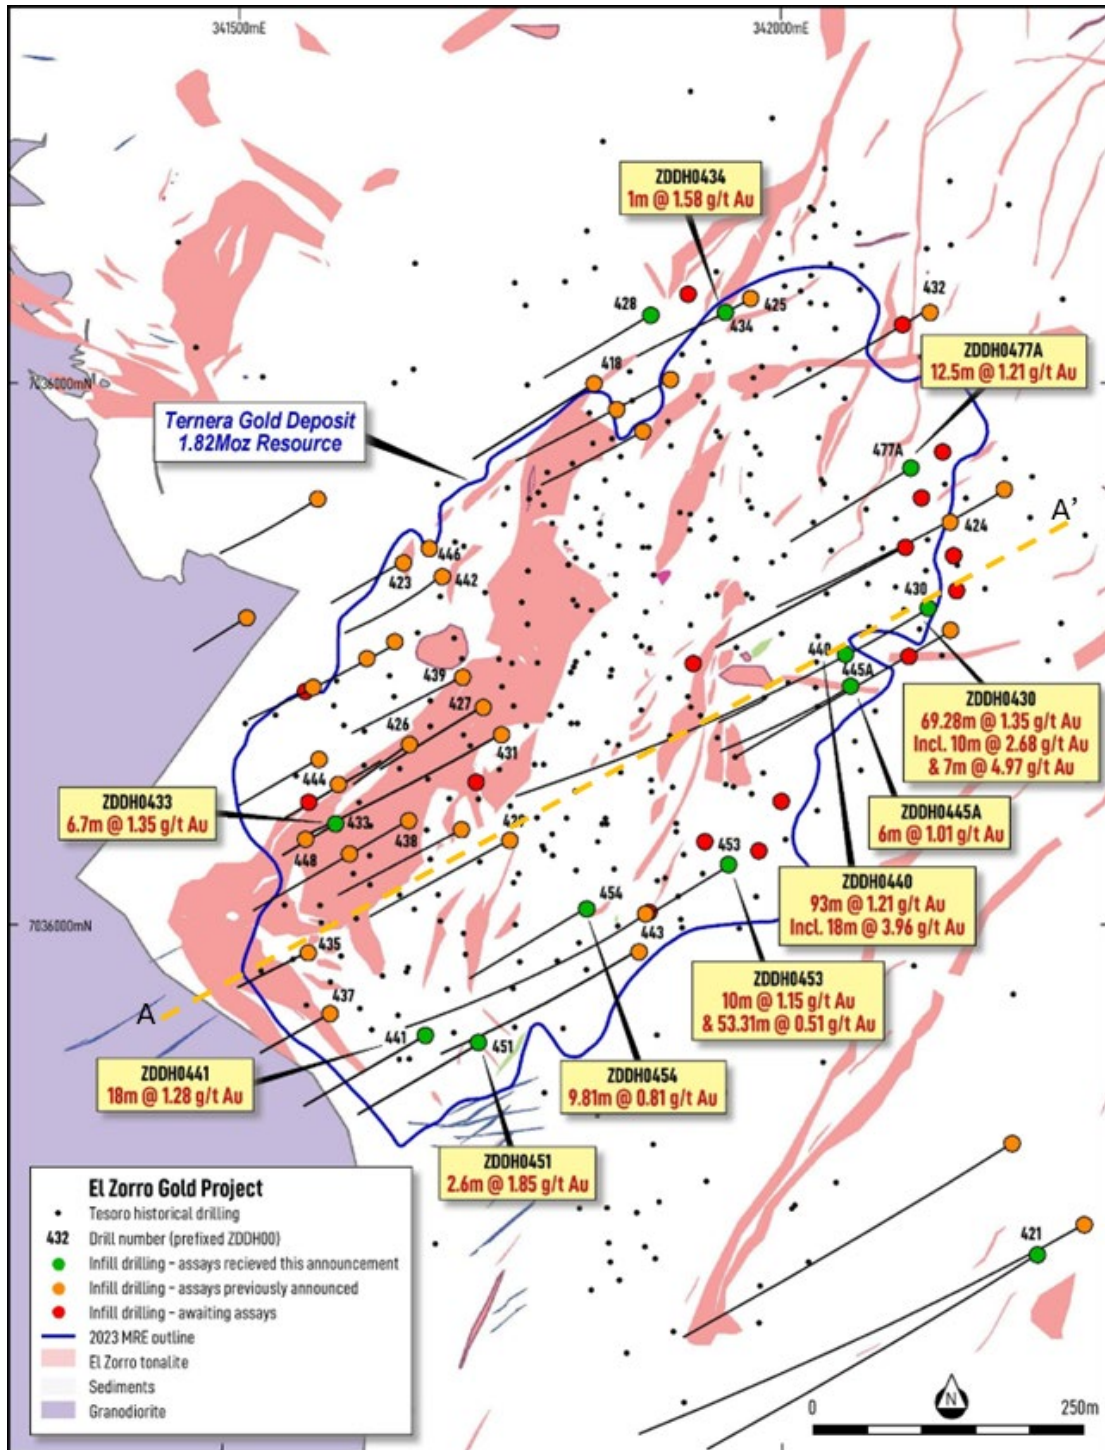 341500mE
342000mE
ZDDH0434
1m @ 1.58 g/t Au
432
428
425
434
ZDDH0477A
12.5m @ 1.21 g/t Au
7036000mN
418
Ternera Gold Deposit
1.82Moz Resource
477A
A'
424
446
423
442
430
440
445A
439
427
426
431
ZDDH0430
69.28m @ 1.35 g/t Au
Incl. 10m @ 2.68 g/t Au
& 7m @ 4.97 g/t Au
444
ZDDH0433
6.7m @ 1.35 g/t Au
433
448
438
ZDDH0445A
6m @ 1.01 g/t Au
453
ZDDH0440
93m @ 1.21 g/t Au
Incl. 18m @ 3.96 g/t Au
454
7036000mN
443
435
ZDDH0453
10m @ 1.15 g/t Au
& 53.31m @ 0.51 g/t Au
437
A
441
451
ZDDH0441
18m @ 1.28 g/t Au
ZDDH0454
9.81m @ 0.81 g/t Au
ZDDH0451
2.6m @ 1.85 g/t Au
421
El Zorro Gold Project
Tesoro historical drilling
432 Drill number (prefixed ZDDH00)
Infill drilling – assays recieved this announcement
Infill drilling – assays previously announced
Infill drilling – awaiting assays
2023 MRE outline
El Zorro tonalite
Sediments
Granodiorite
N
0 250m